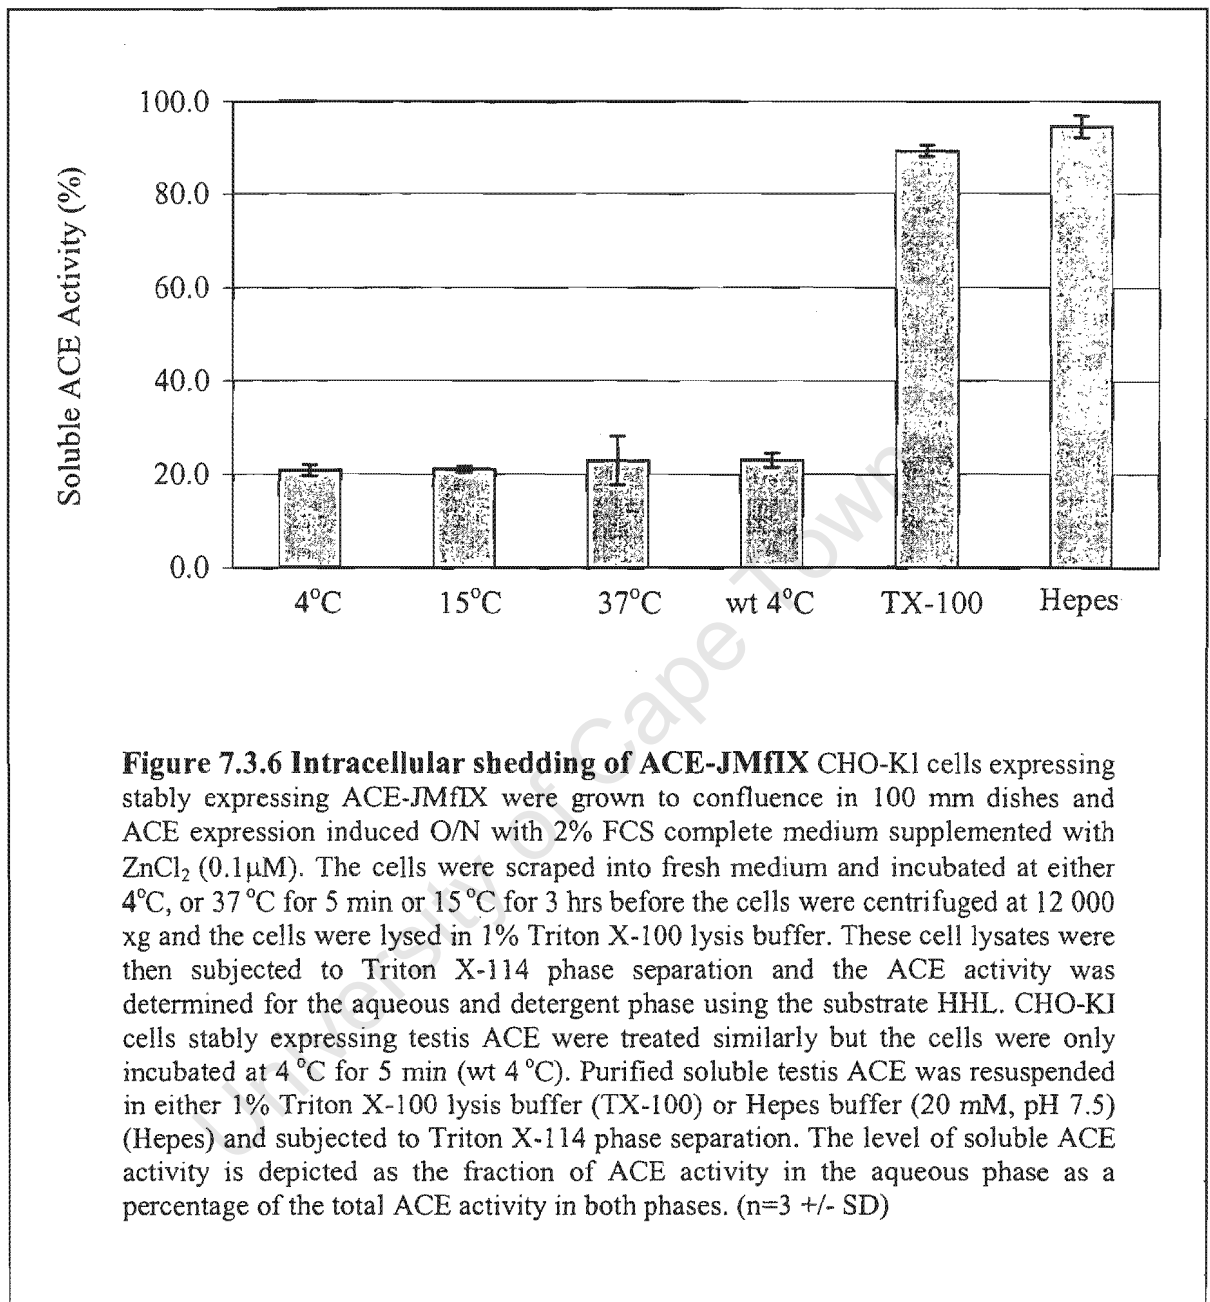 100.0
80.0
60.0
40.0
20.0
0.0
Soluble ACE Activity (%)
4°C 15°C 37°C wt 4°C TX-100 Hepes
Figure 7.3.6 Intracellular shedding of ACE-JMfIX CHO-K1 cells expressing
stably expressing ACE-JMfIX were grown to confluence in 100 mm dishes and
ACE expression induced O/N with 2% FCS complete medium supplemented with
ZnCl₂ (0.1µM). The cells were scraped into fresh medium and incubated at either
4°C, or 37 °C for 5 min or 15 °C for 3 hrs before the cells were centrifuged at 12 000
xg and the cells were lysed in 1% Triton X-100 lysis buffer. These cell lysates were
then subjected to Triton X-114 phase separation and the ACE activity was
determined for the aqueous and detergent phase using the substrate HHL. CHO-KI
cells stably expressing testis ACE were treated similarly but the cells were only
incubated at 4 °C for 5 min (wt 4 °C). Purified soluble testis ACE was resuspended
in either 1% Triton X-100 lysis buffer (TX-100) or Hepes buffer (20 mM, pH 7.5)
(Hepes) and subjected to Triton X-114 phase separation. The level of soluble ACE
activity is depicted as the fraction of ACE activity in the aqueous phase as a
percentage of the total ACE activity in both phases. (n=3 +/- SD)
University of Cape Town